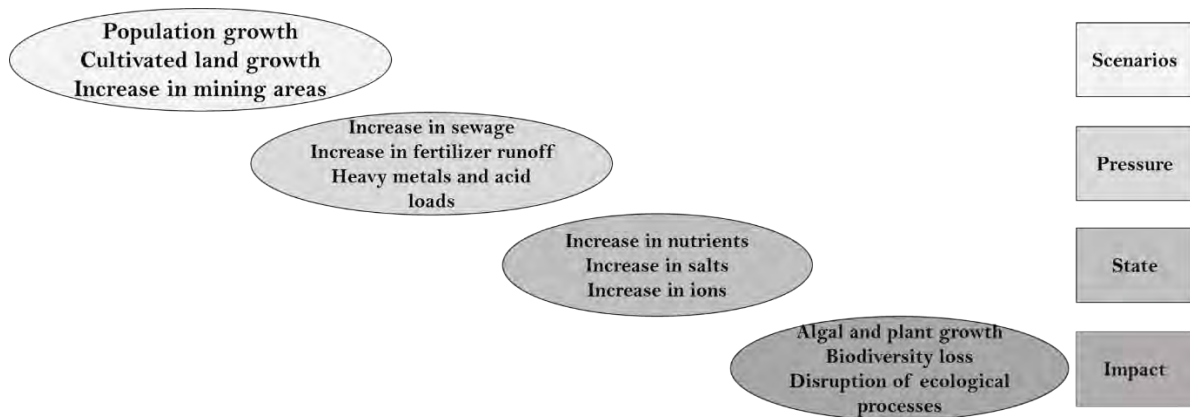 Population growth
Cultivated land growth
Increase in mining areas
Scenarios
Increase in sewage
Increase in fertilizer runoff
Heavy metals and acid
loads
Pressure
Increase in nutrients
Increase in salts
Increase in ions
State
Algal and plant growth
Biodiversity loss
Disruption of ecological
processes
Impact